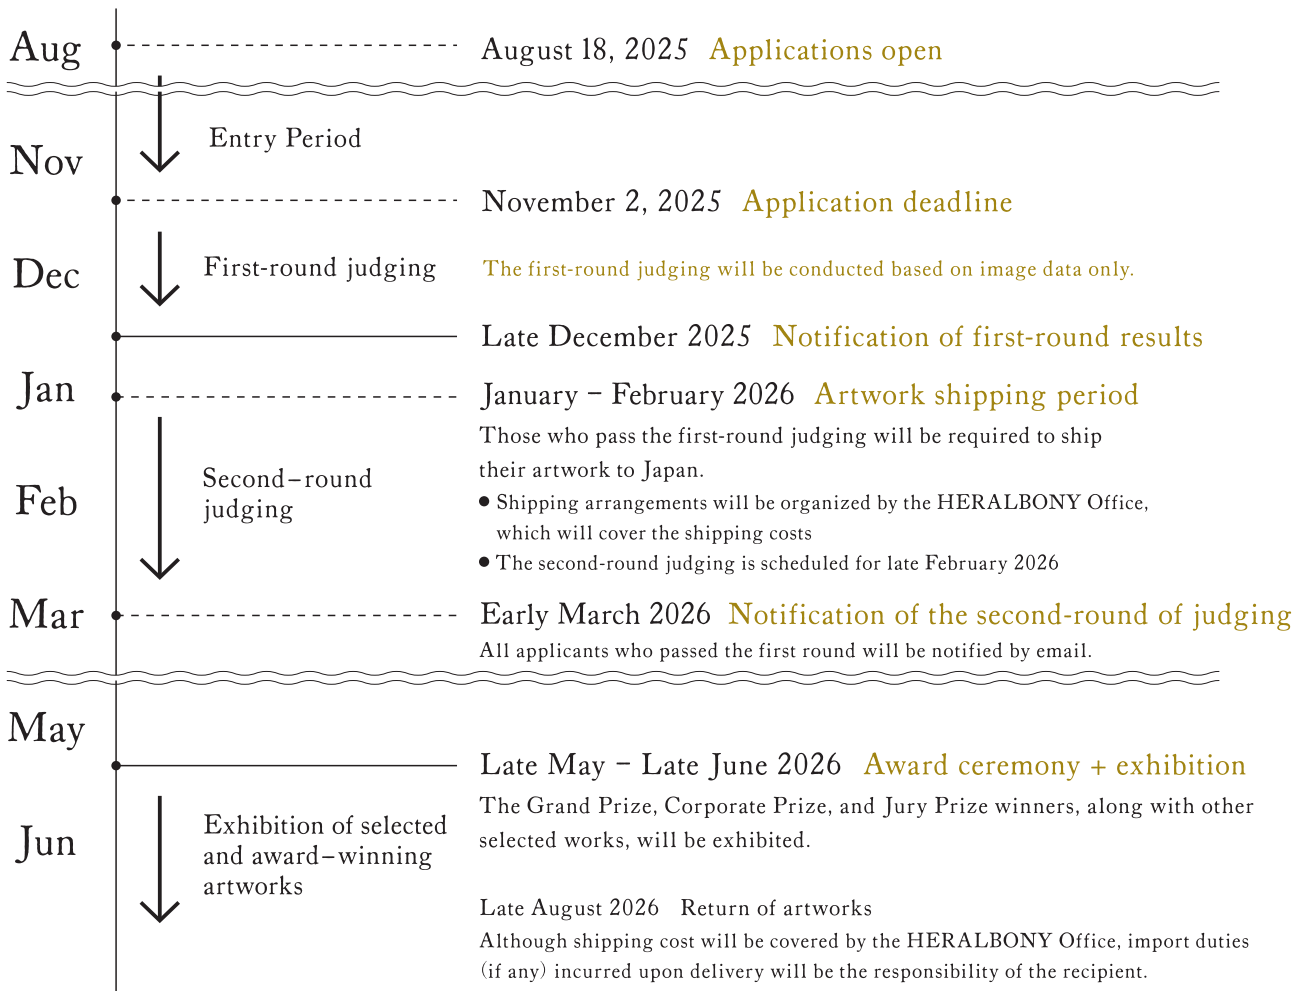 Aug
August 18, 2025 Applications open
Entry Period
Nov
November 2, 2025 Application deadline
Dec
First-round judging
The first-round judging will be conducted based on image data only.
Late December 2025 Notification of first-round results
Jan
January – February 2026 Artwork shipping period
Those who pass the first-round judging will be required to ship
their artwork to Japan.
Second–round
judging
Feb
● Shipping arrangements will be organized by the HERALBONY Office,
which will cover the shipping costs
● The second-round judging is scheduled for late February 2026
Mar
Early March 2026 Notification of the second-round of judging
All applicants who passed the first round will be notified by email.
May
Late May – Late June 2026 Award ceremony + exhibition
The Grand Prize, Corporate Prize, and Jury Prize winners, along with other
selected works, will be exhibited.
Jun
Exhibition of selected
and award–winning
artworks
Late August 2026 Return of artworks
Although shipping cost will be covered by the HERALBONY Office, import duties
(if any) incurred upon delivery will be the responsibility of the recipient.